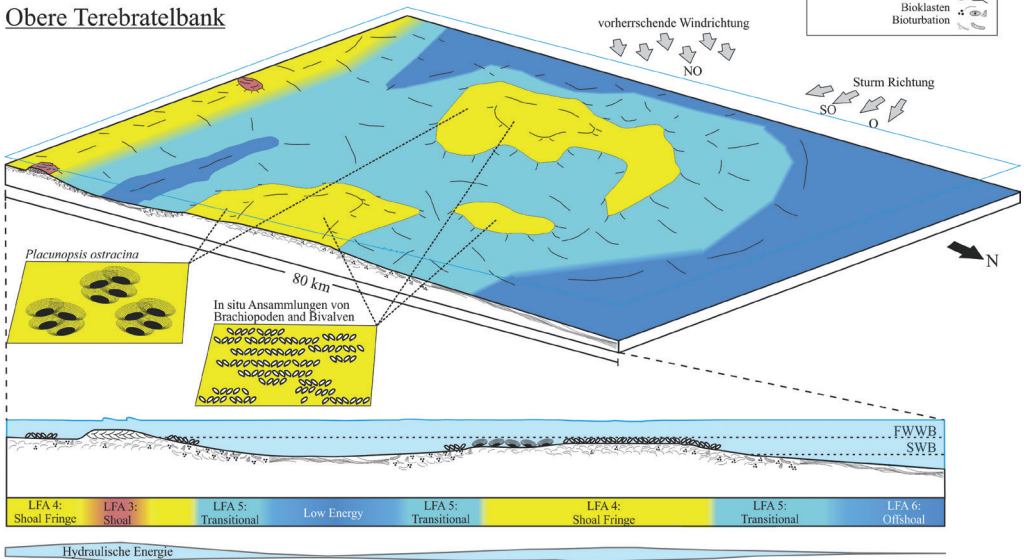 Obere Terebratelbank
Bioklasten
Bioturbation
vorherrschende Windrichtung
NO
Sturm Richtung
SO
O
N
Placunopsis ostracina
80 km
In situ Ansammlungen von
Brachiopoden and Bivalven
FWWB
SWB
LFA 4:
Shoal Fringe
LFA 3:
Shoal
LFA 5:
Transitional
Low Energy
LFA 5:
Transitional
LFA 4:
Shoal Fringe
LFA 5:
Transitional
LFA 6:
Offshoal
Hydraulische Energie